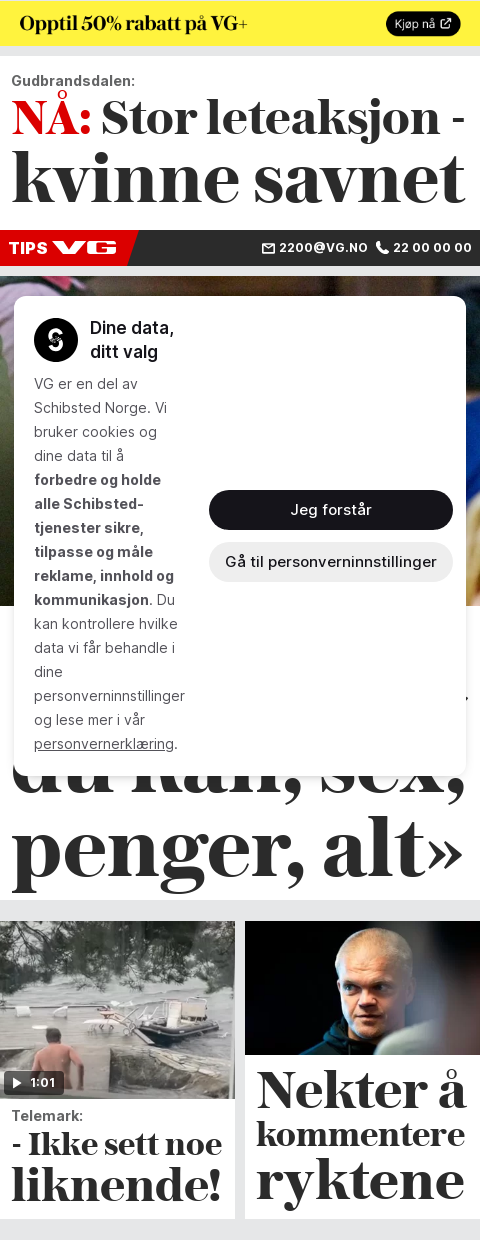 Opptil 50% rabatt på VG+
Kjøp nå
Gudbrandsdalen:
NÅ: Stor leteaksjon -
kvinne savnet
TIPS VG
2200@VG.NO 22 00 00 00
Dine data,
ditt valg
VG er en del av
Schibsted Norge. Vi
bruker cookies og
dine data til å
forbedre og holde
alle Schibsted-
tjenester sikre,
tilpasse og måle
reklame, innhold og
kommunikasjon. Du
kan kontrollere hvilke
data vi får behandle i
dine
personverninnstillinger
og lese mer i vår
personvernerklæring.
Jeg forstår
Gå til personverninnstillinger
du kan, sex,
penger, alt»
1:01
Telemark:
- Ikke sett noe
liknende!
Nekter å
kommentere
ryktene